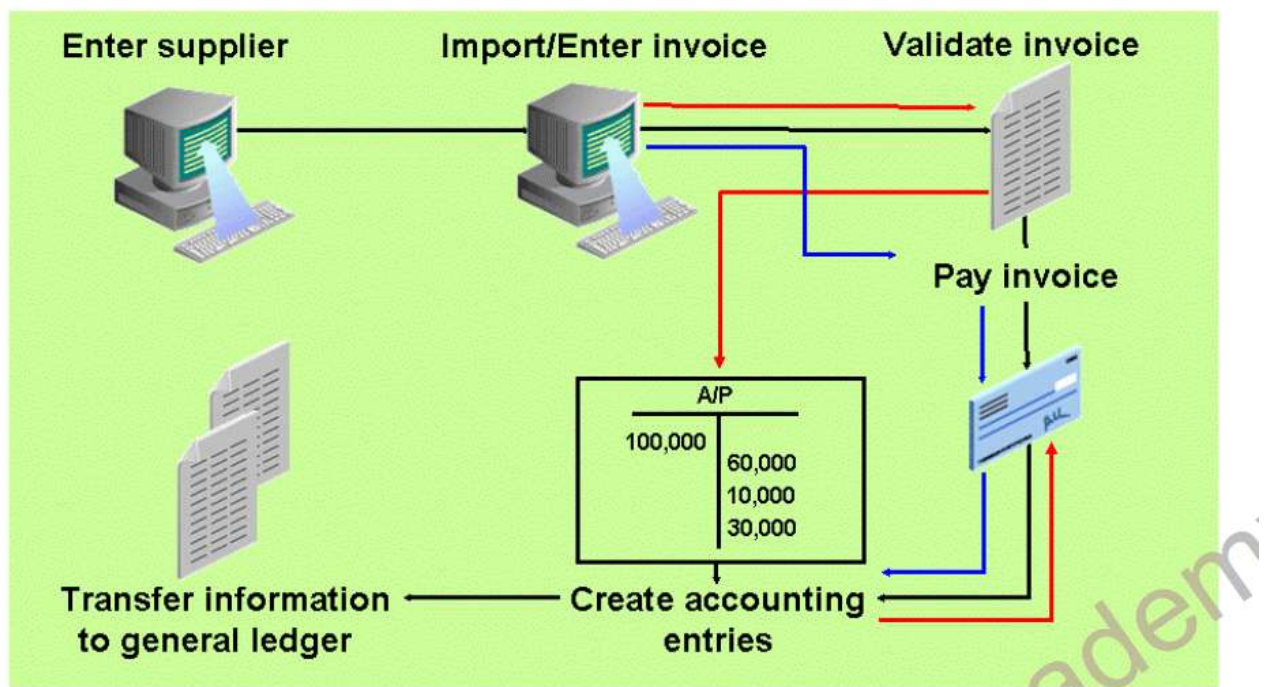 Enter supplier
Import/Enter invoice
Validate invoice
Pay invoice
A/P
100,000
60,000
10,000
30,000
Transfer information
to general ledger
Create accounting
entries